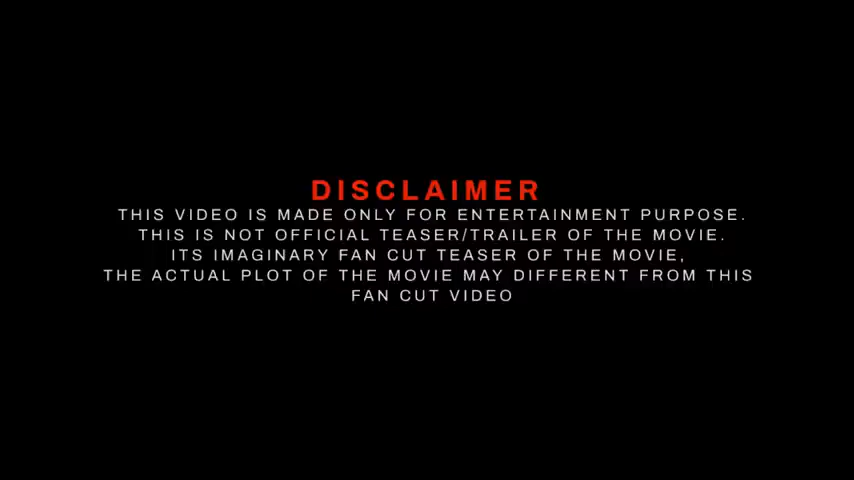 DISCLAIMER
THIS VIDEO IS MADE ONLY FOR ENTERTAINMENT PURPOSE.
THIS IS NOT OFFICIAL TEASER/TRAILER OF THE MOVIE.
ITS IMAGINARY FAN CUT TEASER OF THE MOVIE,
THE ACTUAL PLOT OF THE MOVIE MAY DIFFERENT FROM THIS
FAN CUT VIDEO